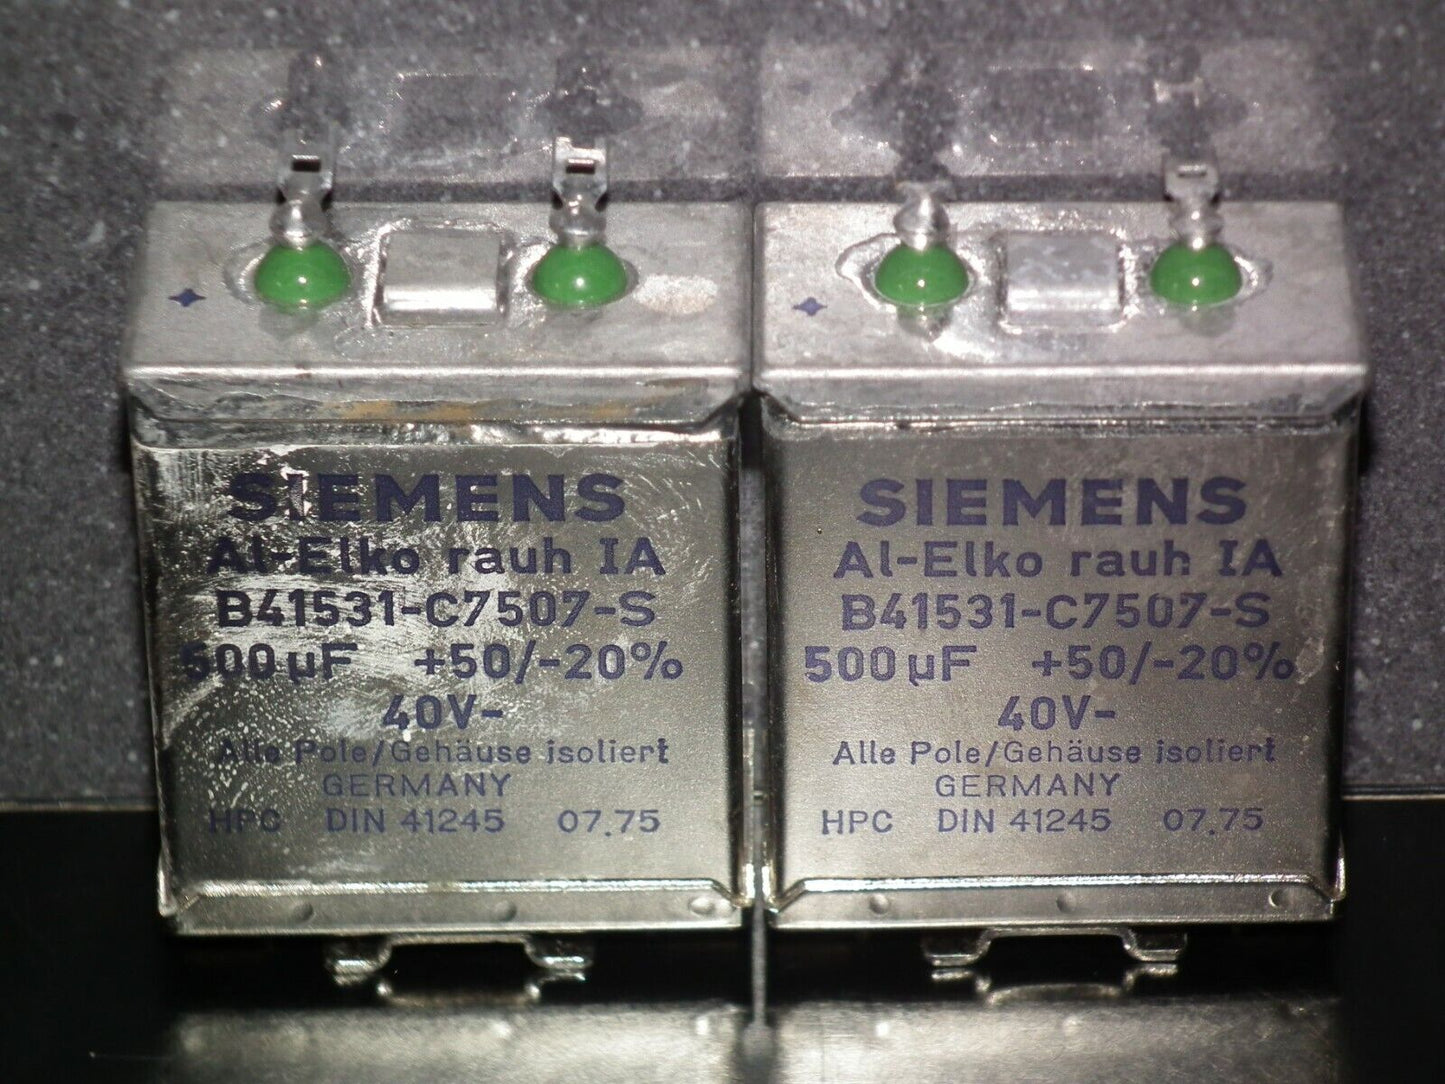 SIEMENS
Al-Elko rauh IA
B41531-C7507-S
500µF +50/-20%
40V-
Alle Pole/Gehäuse isoliert
GERMANY
HPC DIN 41245 07.75
SIEMENS
Al-Elko rauh IA
B41531-C7507-S
500µF +50/-20%
40V-
Alle Pole/Gehäuse isoliert
GERMANY
HPC DIN 41245 07.75